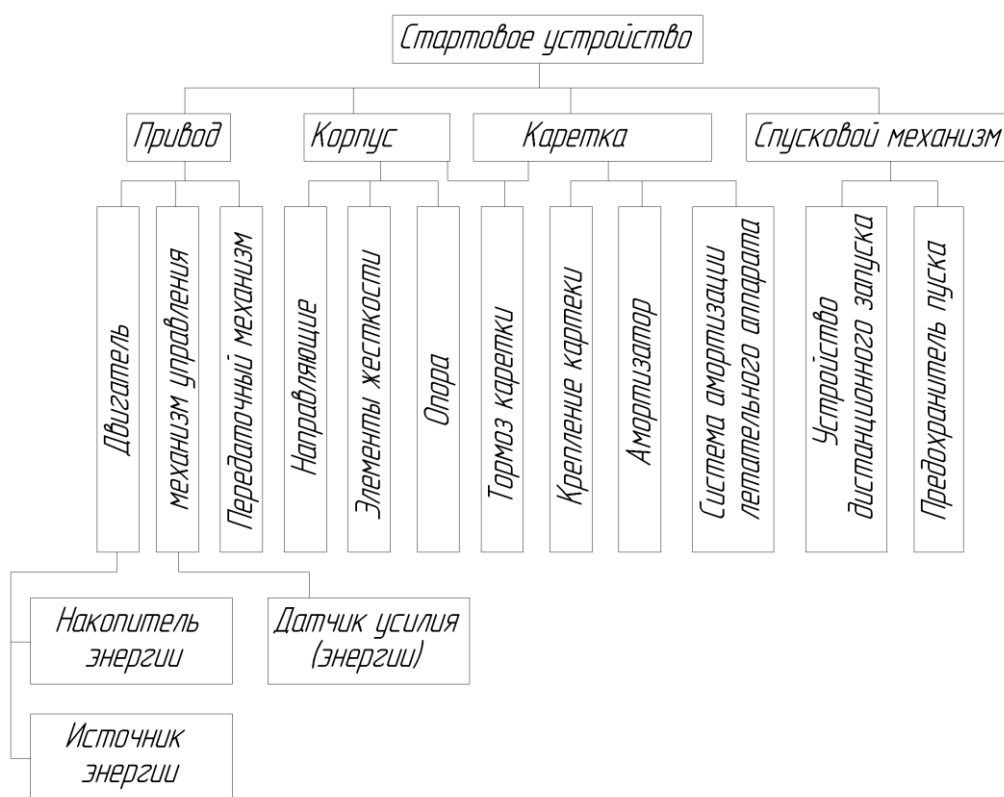 Стартовое устройство
Привод
Корпус
Каретка
Спусковой механизм
Двигатель
механизм управления
Передаточный механизм
Направляющие
Элементы жесткости
Опора
Тормоз каретки
Крепление картеки
Амортизатор
Система амортизации
летательного аппарата
Устройство
дистанционного запуска
Предохранитель пуска
Накопитель
энергии
Датчик усилия
(энергии)
Источник
энергии